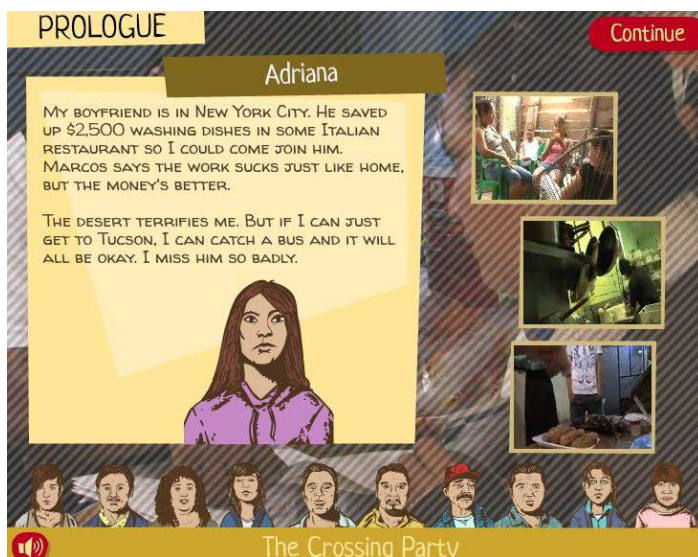 PROLOGUE
Continue
Adriana
MY BOYFRIEND IS IN NEW YORK CITY. HE SAVED
UP $2,500 WASHING DISHES IN SOME ITALIAN
RESTAURANT SO I COULD COME JOIN HIM.
MARCOS SAYS THE WORK SUCKS JUST LIKE HOME,
BUT THE MONEY'S BETTER.
THE DESERT TERRIFIES ME. BUT IF I CAN JUST
GET TO TUCSON, I CAN CATCH A BUS AND IT WILL
ALL BE OKAY. I MISS HIM SO BADLY.
The Crossing Party